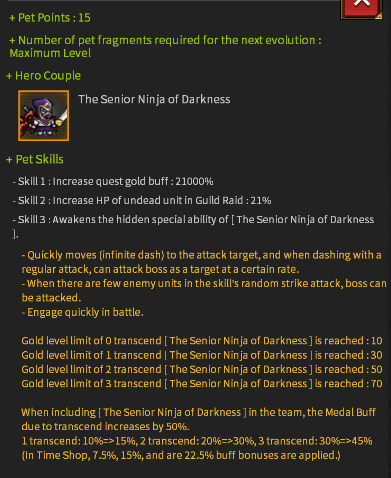 + Pet Points : 15
+ Number of pet fragments required for the next evolution :
Maximum Level
+ Hero Couple
The Senior Ninja of Darkness
+ Pet Skills
- Skill 1 : Increase quest gold buff : 21000%
- Skill 2 : Increase HP of undead unit in Guild Raid : 21%
- Skill 3 : Awakens the hidden special ability of [ The Senior Ninja of Darkness
].
- Quickly moves (infinite dash) to the attack target, and when dashing with a
regular attack, can attack boss as a target at a certain rate.
- When there are few enemy units in the skill's random strike attack, boss can
be attacked.
- Engage quickly in battle.
Gold level limit of 0 transcend [ The Senior Ninja of Darkness ] is reached : 10
Gold level limit of 1 transcend [ The Senior Ninja of Darkness ] is reached : 30
Gold level limit of 2 transcend [ The Senior Ninja of Darkness ] is reached : 50
Gold level limit of 3 transcend [ The Senior Ninja of Darkness ] is reached : 70
When including [ The Senior Ninja of Darkness ] in the team, the Medal Buff
due to transcend increases by 50%.
1 transcend: 10%=>15%, 2 transcend: 20%=>30%, 3 transcend: 30%=>45%
(In Time Shop, 7.5%, 15%, and are 22.5% buff bonuses are applied.)